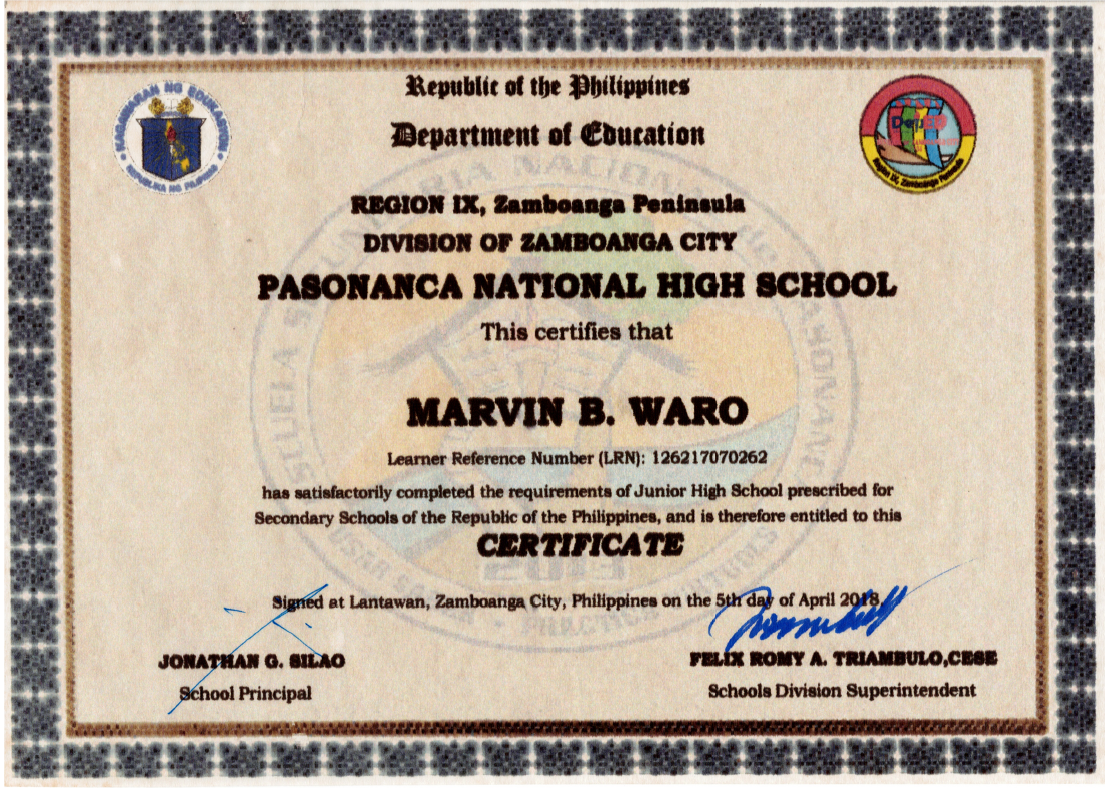 Republic of the Philippines
Department of Education
REGION IX, Zamboanga Peninsula
DIVISION OF ZAMBOANGA CITY
PASONANCA NATIONAL HIGH SCHOOL
This certifies that
MARVIN B. WARO
Learner Reference Number (LRN): 126217070262
has satisfactorily completed the requirements of Junior High School prescribed for
Secondary Schools of the Republic of the Philippines, and is therefore entitled to this
CERTIFICATE
Signed at Lantawan, Zamboanga City, Philippines on the 5th day of April 2018.
JONATHAN G. SILAO
School Principal
FELIX ROMY A. TRIAMBULO,CESE
Schools Division Superintendent
KAGAWARAN NG EDUKASYON
REPUBLIKA NG PILIPINAS
DepED
Region IX, Zamboanga Peninsula